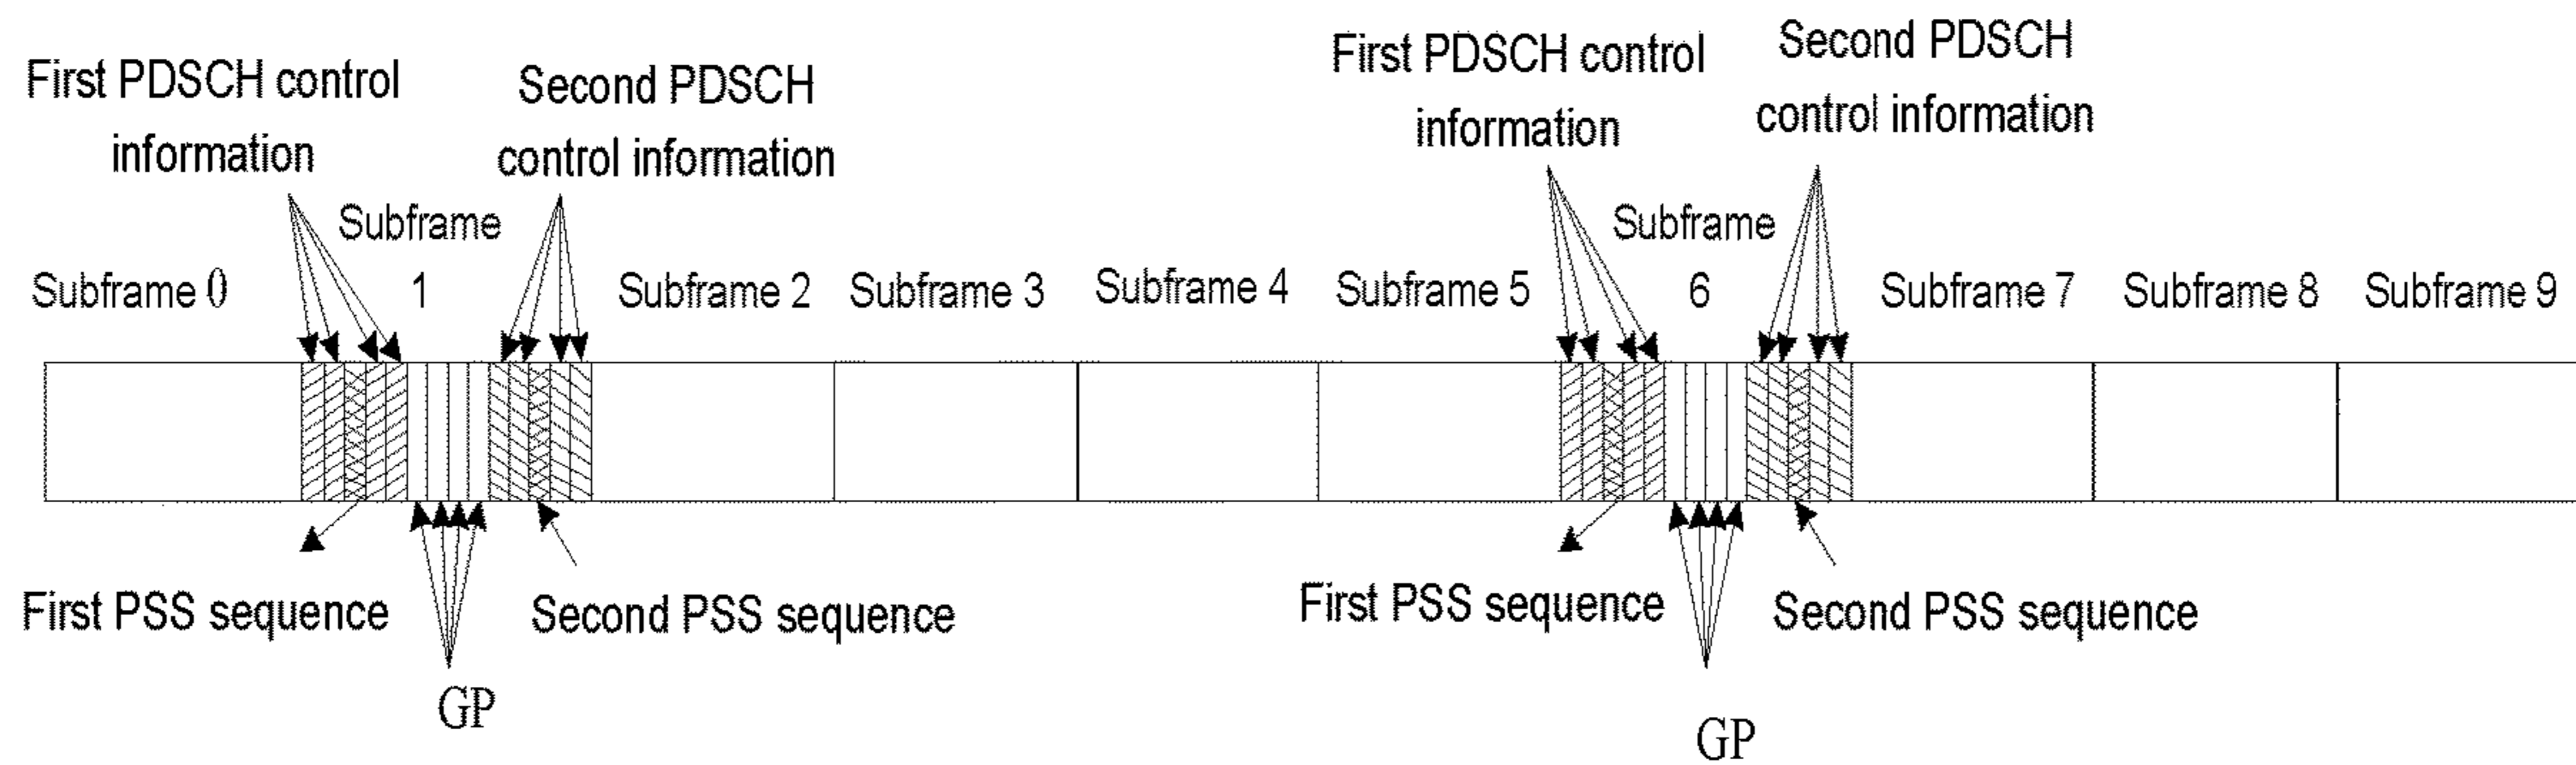 First PDSCH control
information
Second PDSCH
control information
First PDSCH control
information
Second PDSCH
control information
Subframe 0
Subframe
1
Subframe 2
Subframe 3
Subframe 4
Subframe 5
Subframe
6
Subframe 7
Subframe 8
Subframe 9
First PSS sequence
Second PSS sequence
First PSS sequence
Second PSS sequence
GP
GP